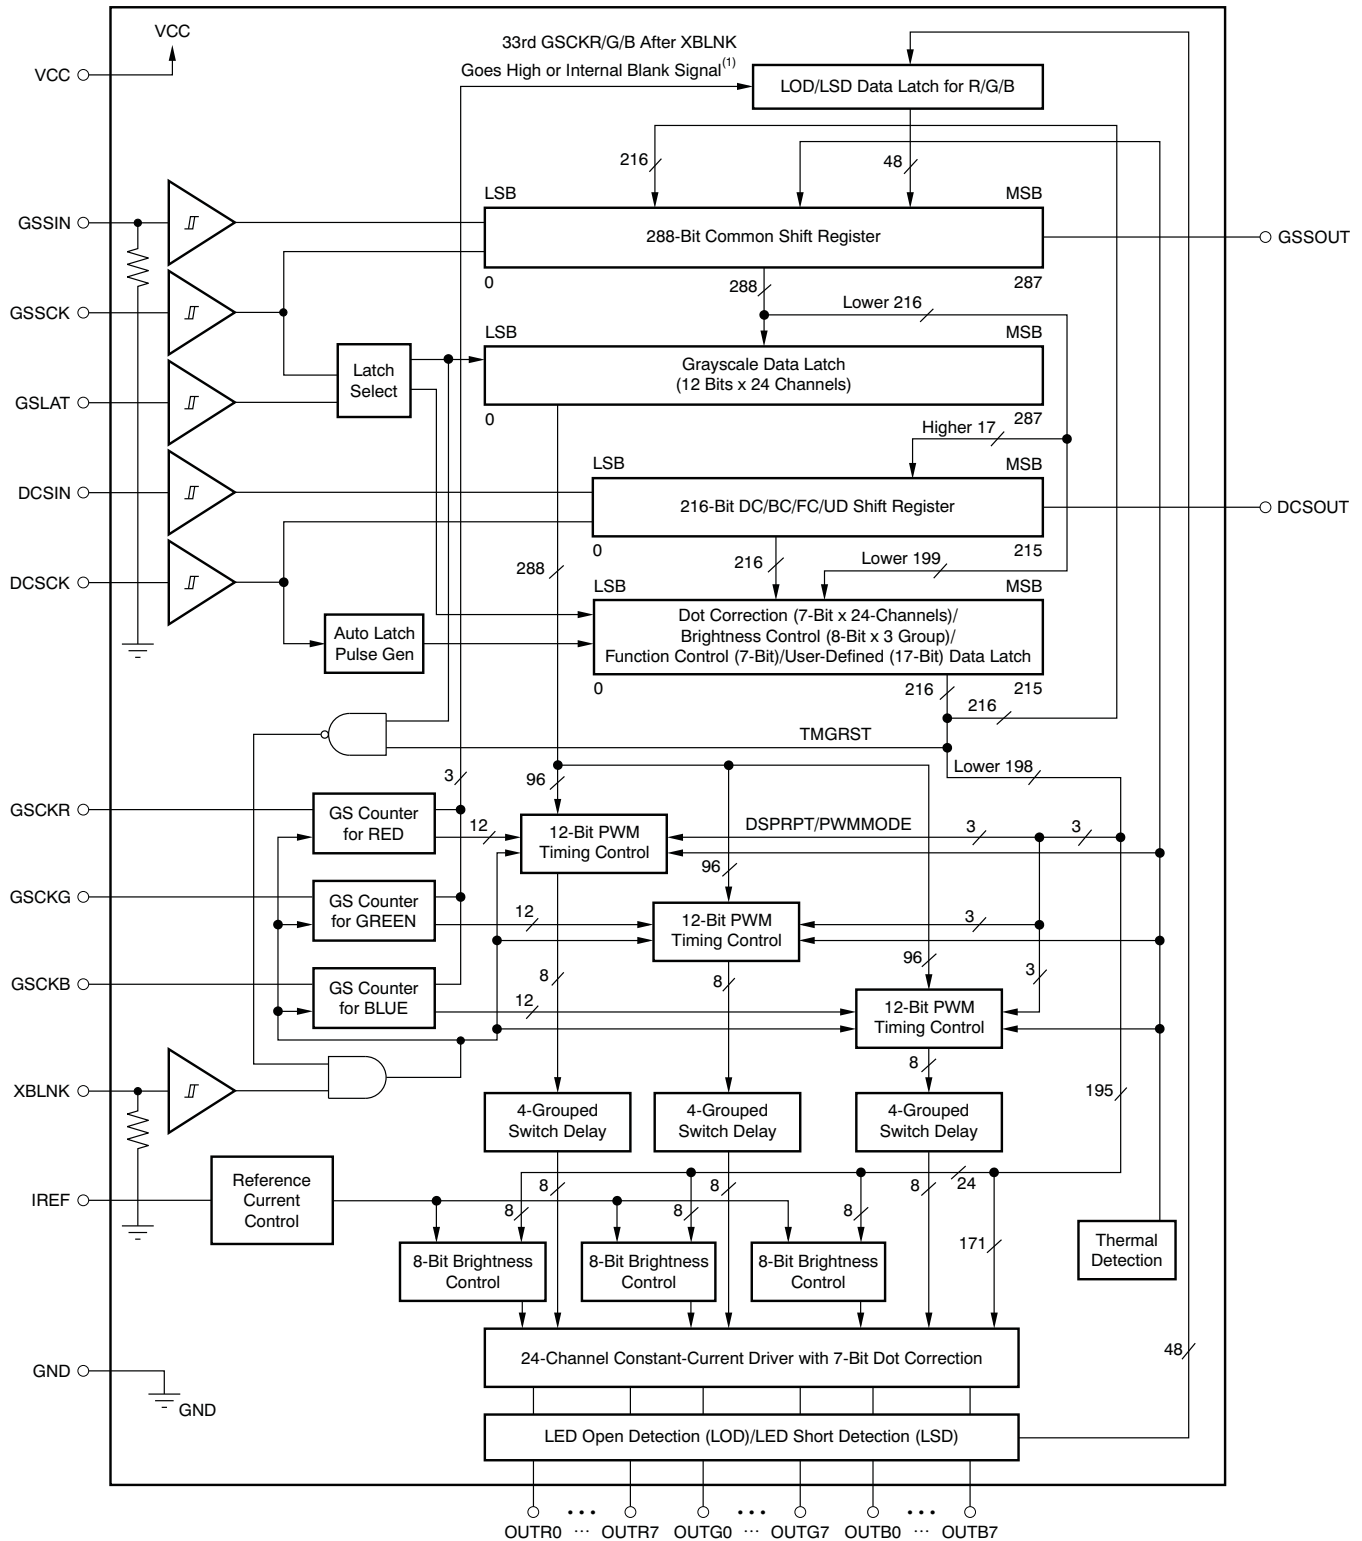 VCC
VCC
33rd GSCKR/G/B After XBLNK
Goes High or Internal Blank Signal(1)
LOD/LSD Data Latch for R/G/B
216
48
LSB
MSB
GSSIN
288-Bit Common Shift Register
GSSOUT
0
287
288
Lower 216
GSSCK
LSB
MSB
Latch
Select
Grayscale Data Latch
(12 Bits x 24 Channels)
GSLAT
0
287
Higher 17
LSB
MSB
DCSIN
216-Bit DC/BC/FC/UD Shift Register
DCSOUT
0
215
288
216
Lower 199
DCSCK
LSB
MSB
Auto Latch
Pulse Gen
Dot Correction (7-Bit x 24-Channels)/
Brightness Control (8-Bit x 3 Group)/
Function Control (7-Bit)/User-Defined (17-Bit) Data Latch
0
216
215
216
TMGRST
3
96
Lower 198
GSCKR
GS Counter
for RED
12
12-Bit PWM
Timing Control
DSPRPT/PWMMODE
3
3
96
GSCKG
GS Counter
for GREEN
12
12-Bit PWM
Timing Control
3
96
GSCKB
GS Counter
for BLUE
8
8
3
12
12-Bit PWM
Timing Control
8
XBLNK
195
4-Grouped
Switch Delay
4-Grouped
Switch Delay
4-Grouped
Switch Delay
IREF
Reference
Current
Control
8
8
8
24
8
8
8
171
8-Bit Brightness
Control
8-Bit Brightness
Control
8-Bit Brightness
Control
Thermal
Detection
GND
GND
24-Channel Constant-Current Driver with 7-Bit Dot Correction
48
LED Open Detection (LOD)/LED Short Detection (LSD)
OUTR0 ... OUTR7 OUTG0 ... OUTG7 OUTB0 ... OUTB7